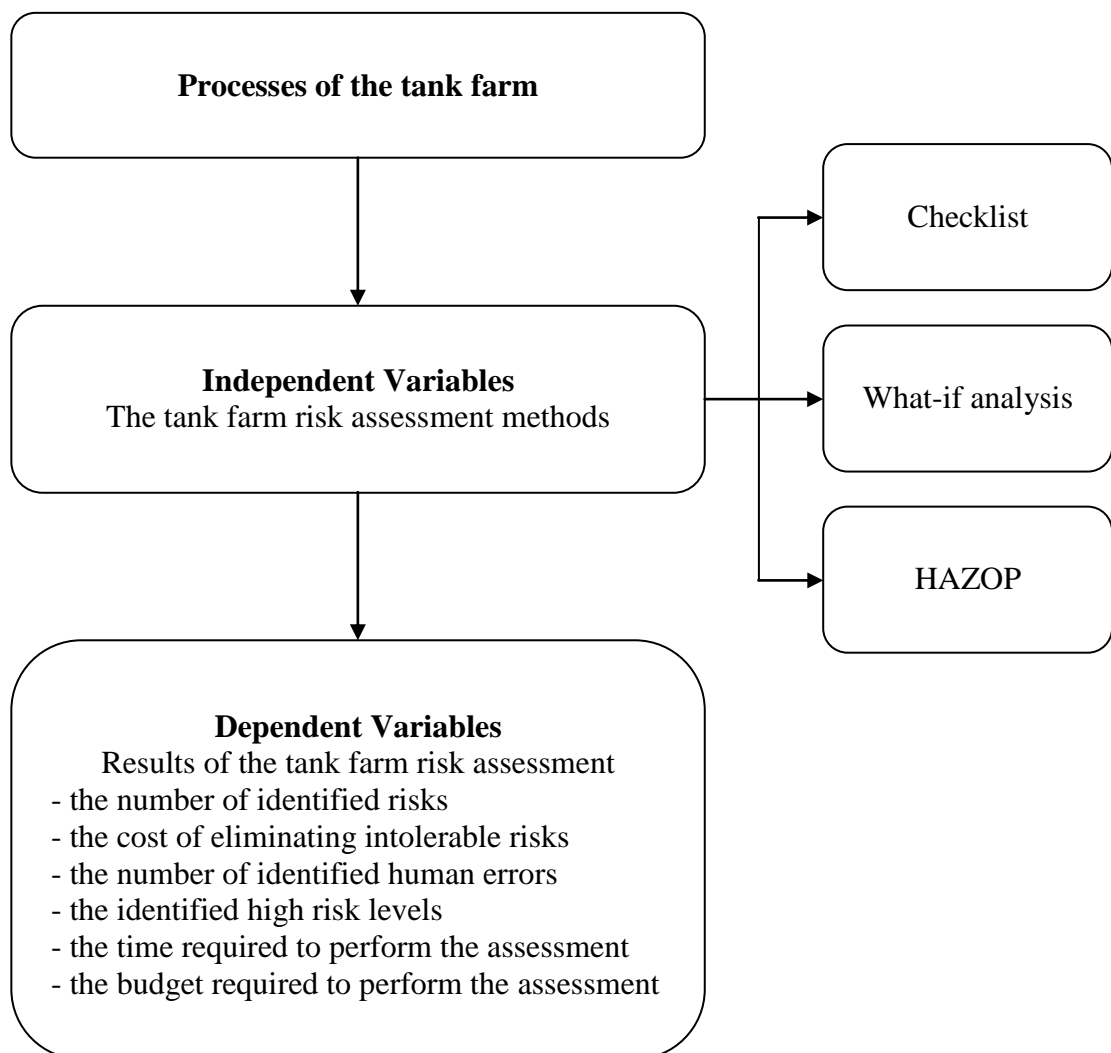 Processes of the tank farm
Checklist
Independent Variables
The tank farm risk assessment methods
What-if analysis
HAZOP
Dependent Variables
Results of the tank farm risk assessment
- the number of identified risks
- the cost of eliminating intolerable risks
- the number of identified human errors
- the identified high risk levels
- the time required to perform the assessment
- the budget required to perform the assessment